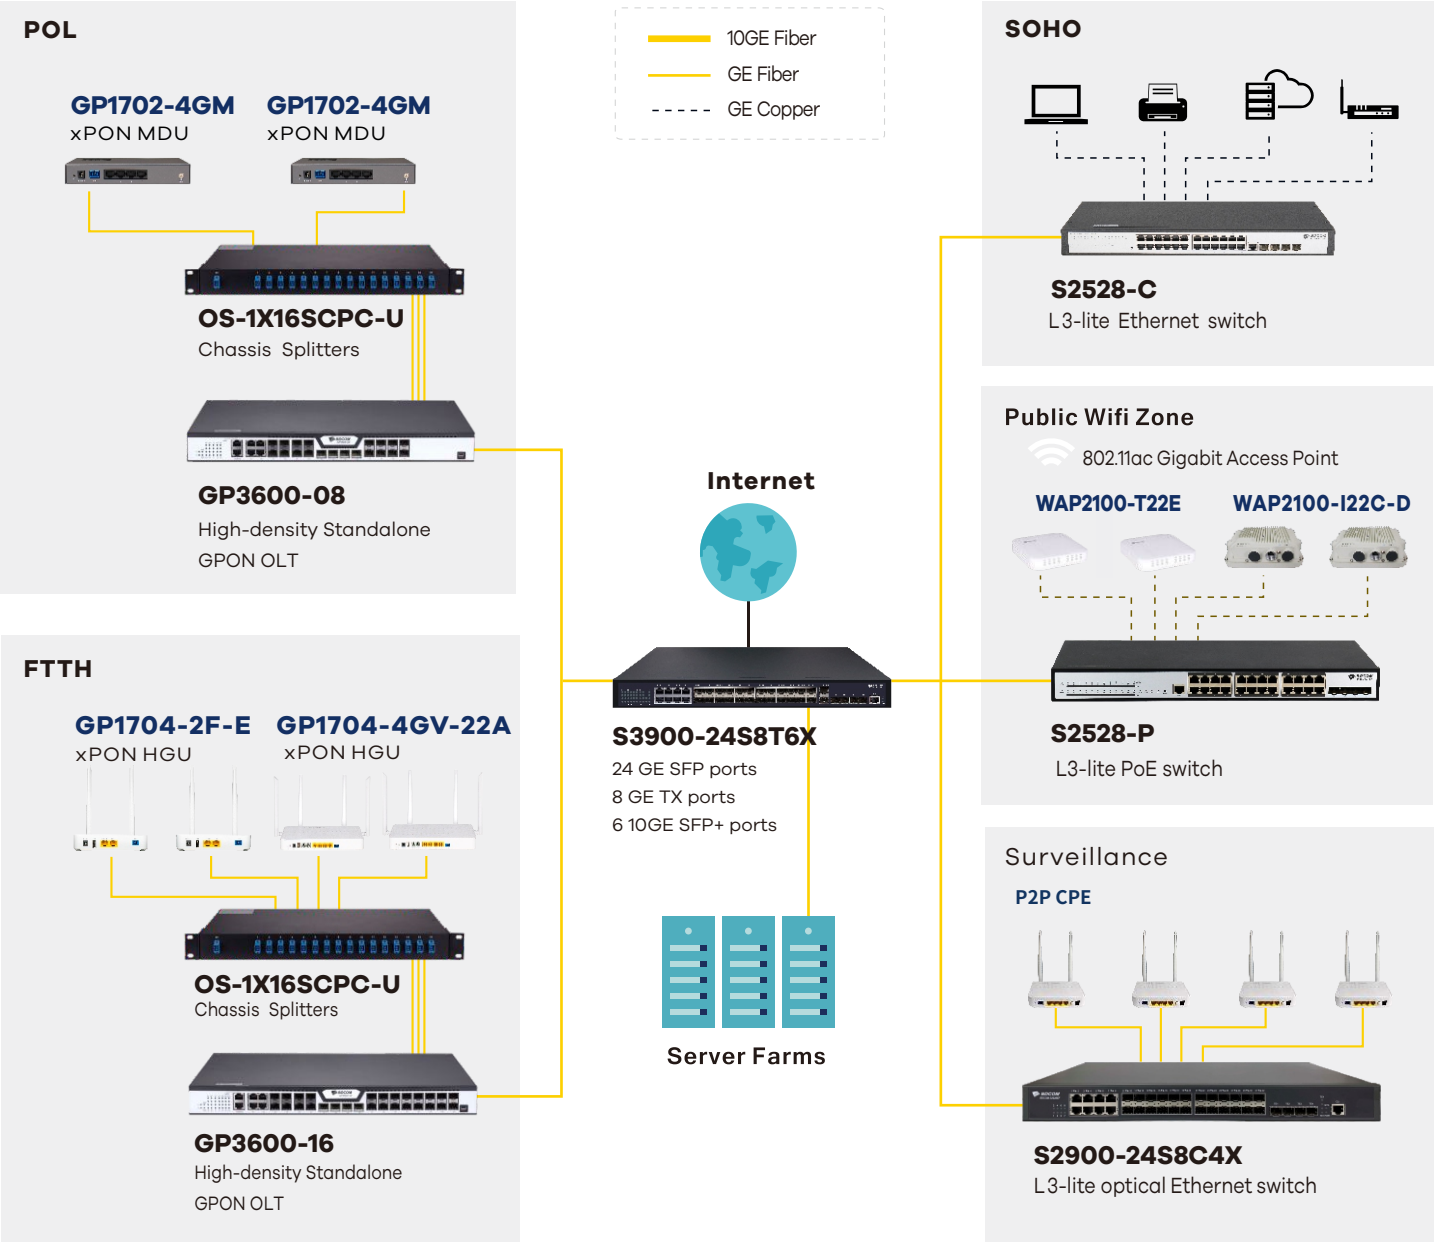 POL
GP1702-4GM
xPON MDU
GP1702-4GM
xPON MDU
OS-1X16SCPC-U
Chassis Splitters
GP3600-08
High-density Standalone
GPON OLT
FTTH
GP1704-2F-E
xPON HGU
GP1704-4GV-22A
xPON HGU
OS-1X16SCPC-U
Chassis Splitters
GP3600-16
High-density Standalone
GPON OLT
10GE Fiber
GE Fiber
GE Copper
Internet
S3900-24S8T6X
24 GE SFP ports
8 GE TX ports
6 10GE SFP+ ports
Server Farms
SOHO
S2528-C
L3-lite Ethernet switch
Public Wifi Zone
802.11ac Gigabit Access Point
WAP2100-T22E
WAP2100-I22C-D
S2528-P
L3-lite PoE switch
Surveillance
P2P CPE
BDCOM
S2900-24S8C4X
L3-lite optical Ethernet switch